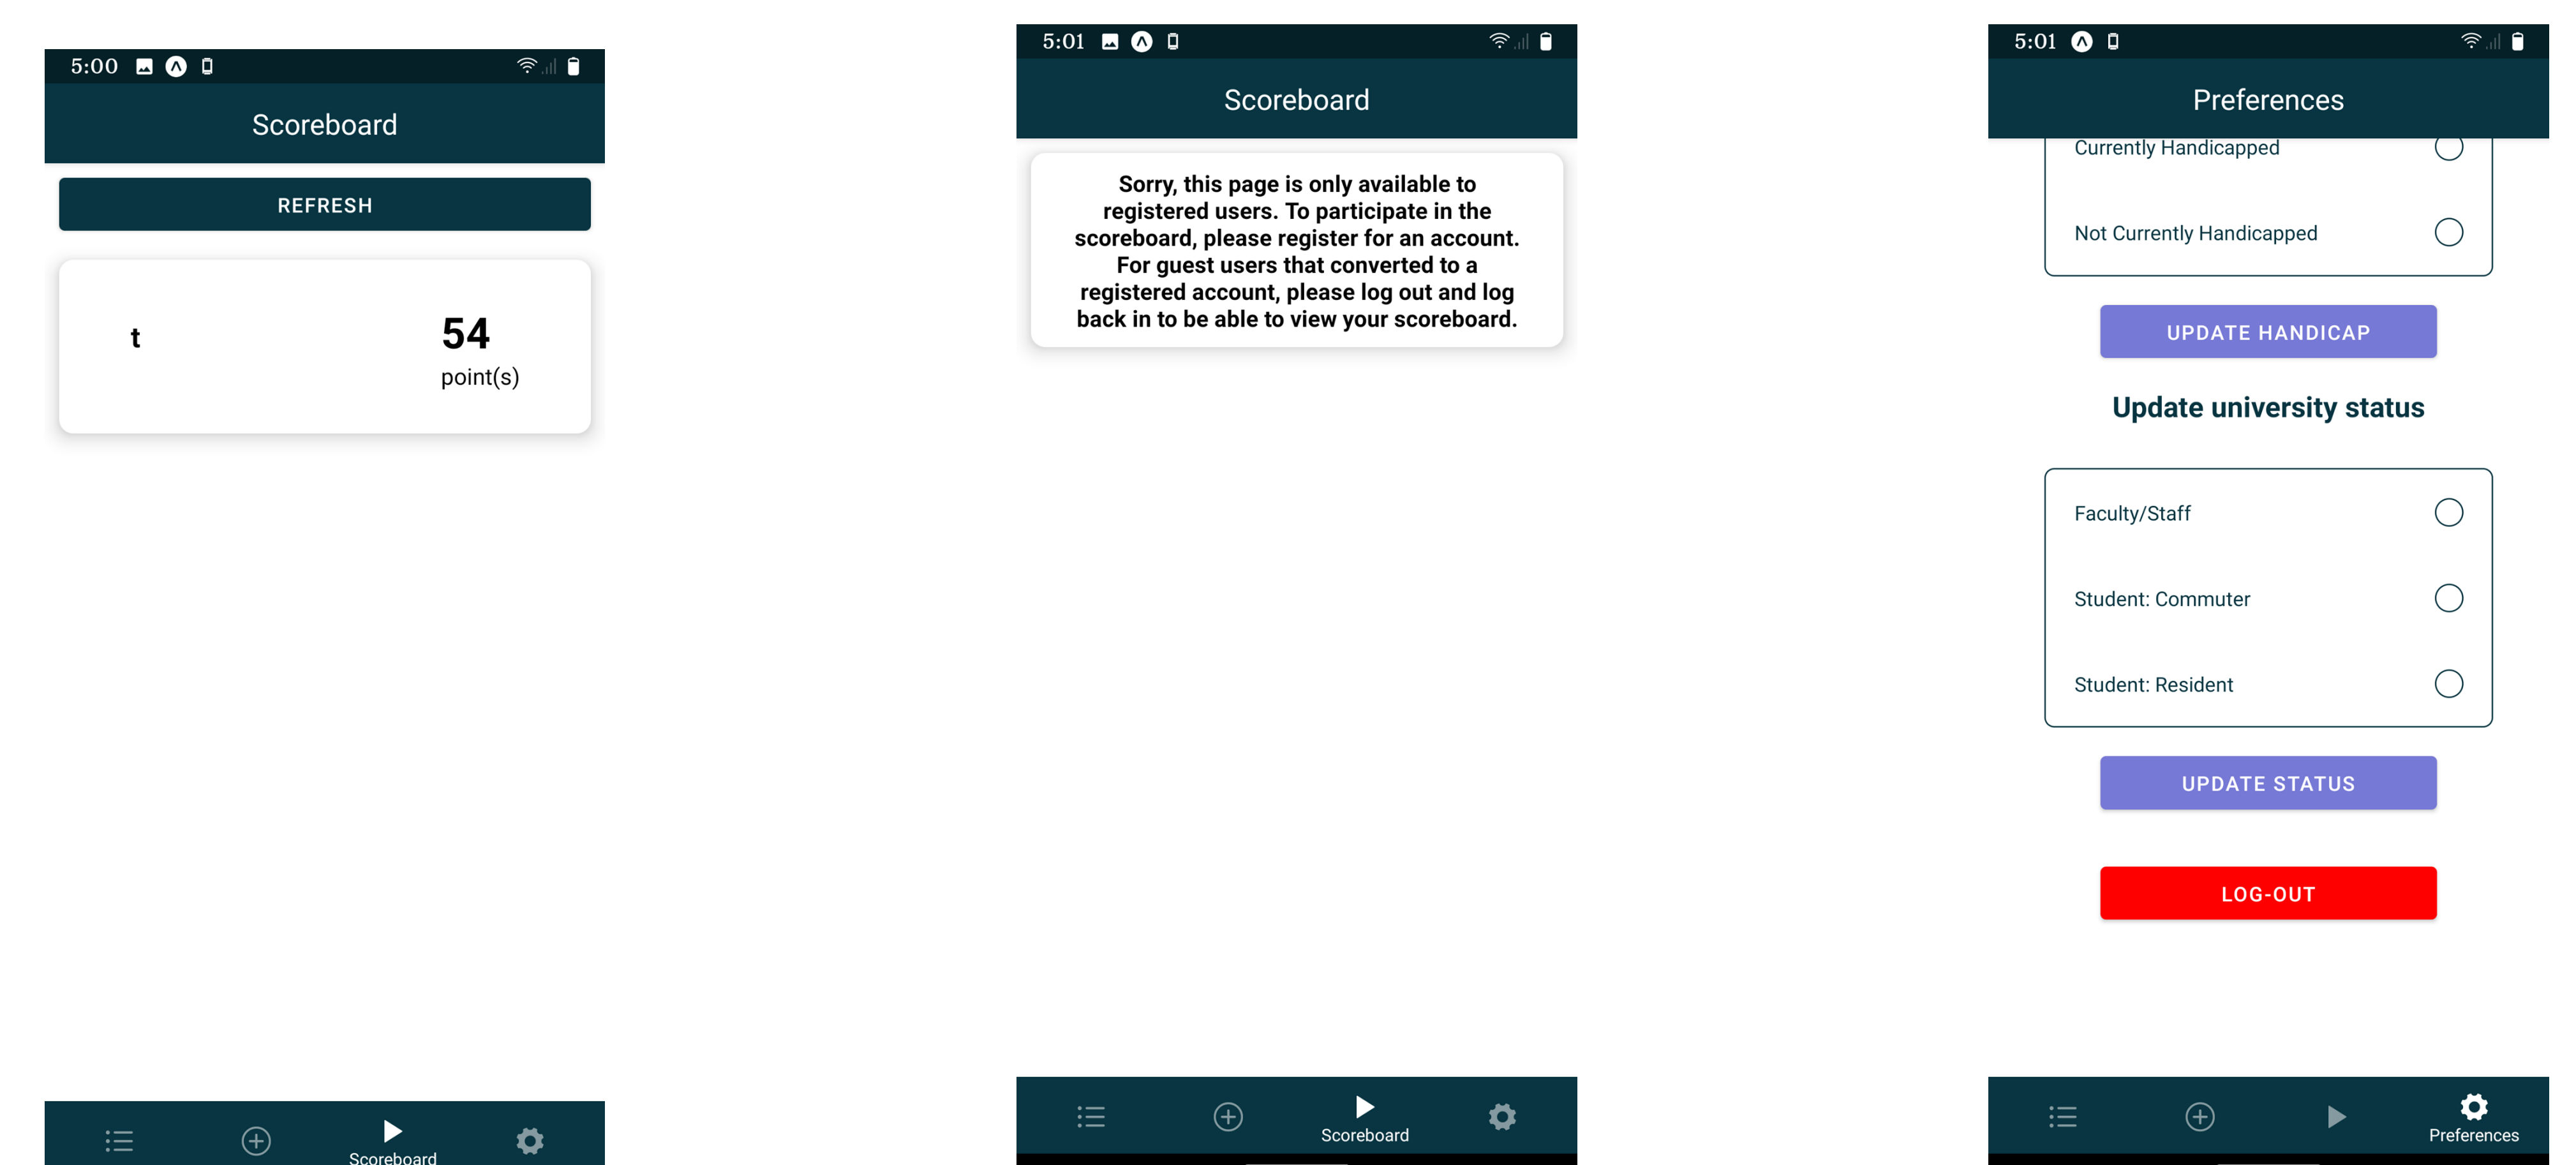 5:00
Scoreboard
REFRESH
t
54
point(s)
Scoreboard
5:01
Scoreboard
Sorry, this page is only available to
registered users. To participate in the
scoreboard, please register for an account.
For guest users that converted to a
registered account, please log out and log
back in to be able to view your scoreboard.
Scoreboard
5:01
Preferences
Currently Handicapped
Not Currently Handicapped
UPDATE HANDICAP
Update university status
Faculty/Staff
Student: Commuter
Student: Resident
UPDATE STATUS
LOG-OUT
Preferences